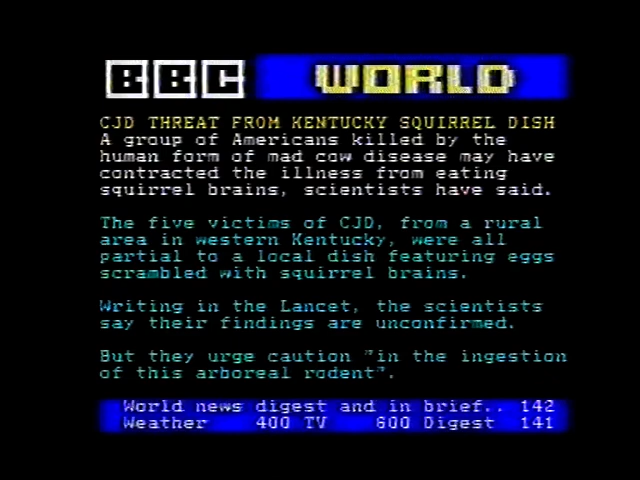 BBC WORLD
CJD THREAT FROM KENTUCKY SQUIRREL DISH
A group of Americans killed by the
human form of mad cow disease may have
contracted the illness from eating
squirrel brains, scientists have said.
The five victims of CJD, from a rural
area in western Kentucky, were all
partial to a local dish featuring eggs
scrambled with squirrel brains.
Writing in the Lancet, the scientists
say their findings are unconfirmed.
But they urge caution "in the ingestion
of this arboreal rodent".
World news digest and in brief.. 142
Weather 400 TV 600 Digest 141